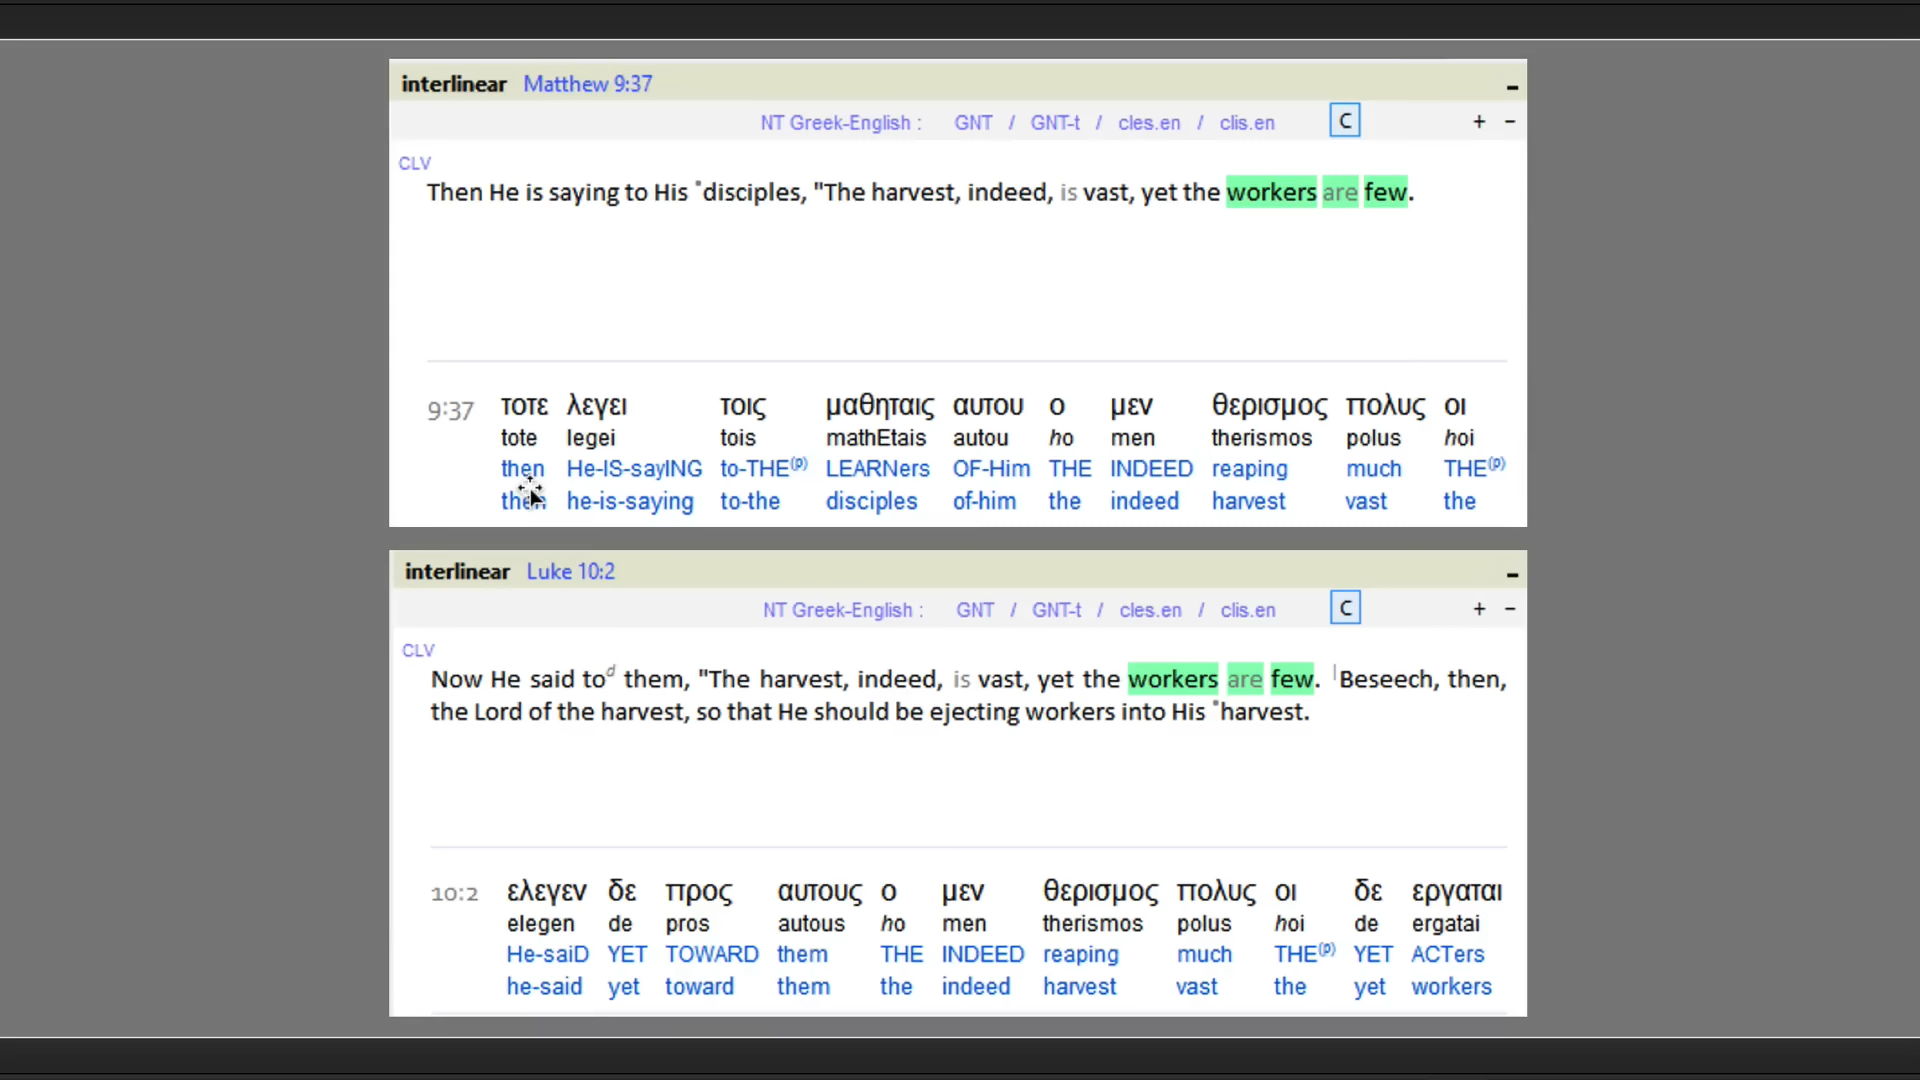 interlinear Matthew 9:37 −
NT Greek-English : GNT / GNT-t / cles.en / clis.en C + −
CLV
Then He is saying to His •disciples, "The harvest, indeed, is vast, yet the workers are few.
9:37 τοτε λεγει τοις μαθηταις αυτου ο μεν θερισμος πολυς οι
tote legei tois mathEtais autou ho men therismos polus hoi
then He-IS-sayING to-THE(p) LEARNers OF-Him THE INDEED reaping much THE(p)
then he-is-saying to-the disciples of-him the indeed harvest vast the
interlinear Luke 10:2 −
NT Greek-English : GNT / GNT-t / cles.en / clis.en C + −
CLV
Now He said to d them, "The harvest, indeed, is vast, yet the workers are few. |Beseech, then,
the Lord of the harvest, so that He should be ejecting workers into His •harvest.
10:2 ελεγεν δε προς αυτους ο μεν θερισμος πολυς οι δε εργαται
elegen de pros autous ho men therismos polus hoi de ergatai
He-saiD YET TOWARD them THE INDEED reaping much THE(p) YET ACTers
he-said yet toward them the indeed harvest vast the yet workers